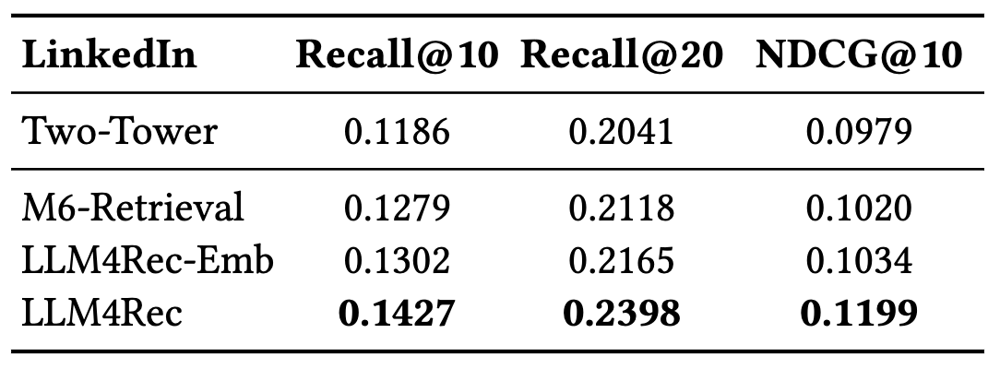 LinkedIn Recall@10 Recall@20 NDCG@10
Two-Tower 0.1186 0.2041 0.0979
M6-Retrieval 0.1279 0.2118 0.1020
LLM4Rec-Emb 0.1302 0.2165 0.1034
LLM4Rec 0.1427 0.2398 0.1199